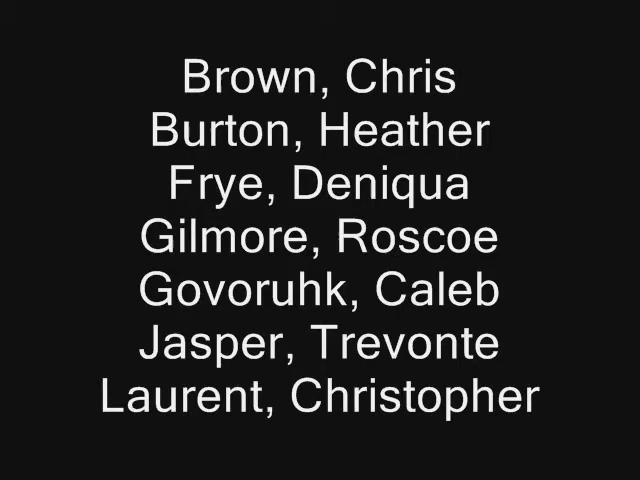 Brown, Chris
Burton, Heather
Frye, Deniqua
Gilmore, Roscoe
Govoruhk, Caleb
Jasper, Trevonte
Laurent, Christopher